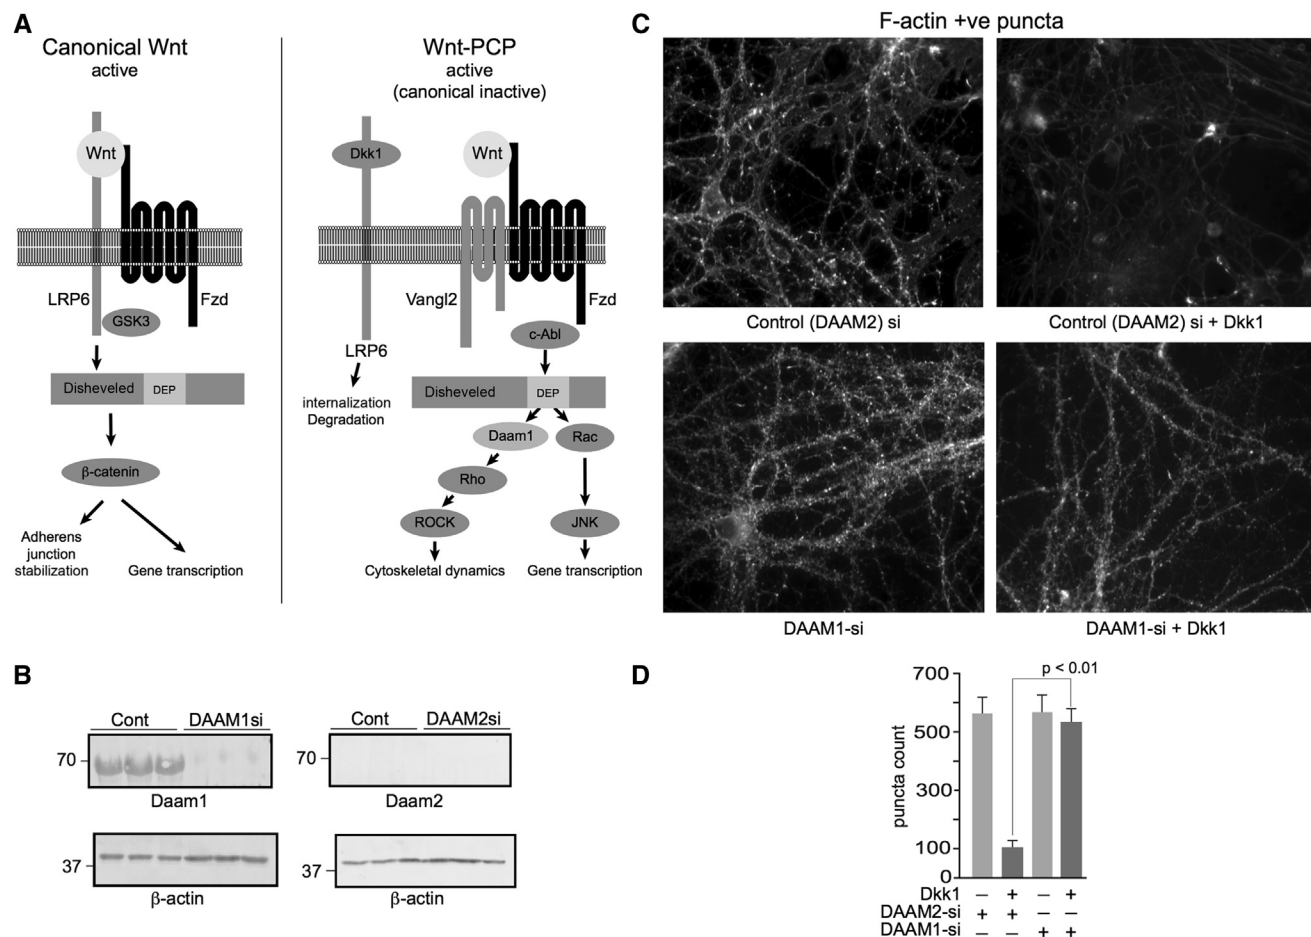 A
Canonical Wnt
active
Wnt
LRP6
GSK3
Fzd
Disheveled
DEP
β-catenin
Adherens
junction
stabilization
Gene transcription
Wnt-PCP
active
(canonical inactive)
Dkk1
Wnt
Vangl2
Fzd
c-Abl
LRP6
internalization
Degradation
Disheveled
DEP
Daam1
Rac
Rho
ROCK
JNK
Cytoskeletal dynamics
Gene transcription
B
Cont
DAAM1si
70
Daam1
37
β-actin
Cont
DAAM2si
70
Daam2
37
β-actin
C
F-actin +ve puncta
Control (DAAM2) si
Control (DAAM2) si + Dkk1
DAAM1-si
DAAM1-si + Dkk1
D
p < 0.01
puncta count
700
500
300
100
0
Dkk1 – + – +
DAAM2-si + + – –
DAAM1-si – – + +